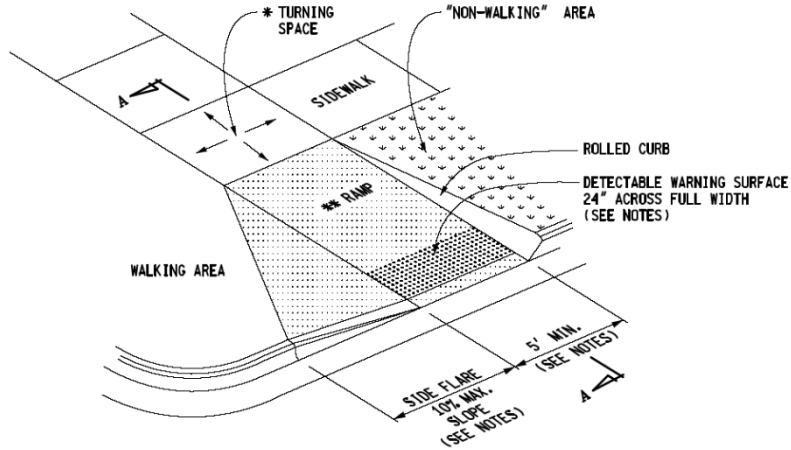 * TURNING
SPACE
"NON-WALKING" AREA
A
SIDEWALK
ROLLED CURB
** RAMP
DETECTABLE WARNING SURFACE
24" ACROSS FULL WIDTH
(SEE NOTES)
WALKING AREA
5' MIN.
(SEE NOTES)
SIDE FLARE
10% MAX.
SLOPE
(SEE NOTES)
A